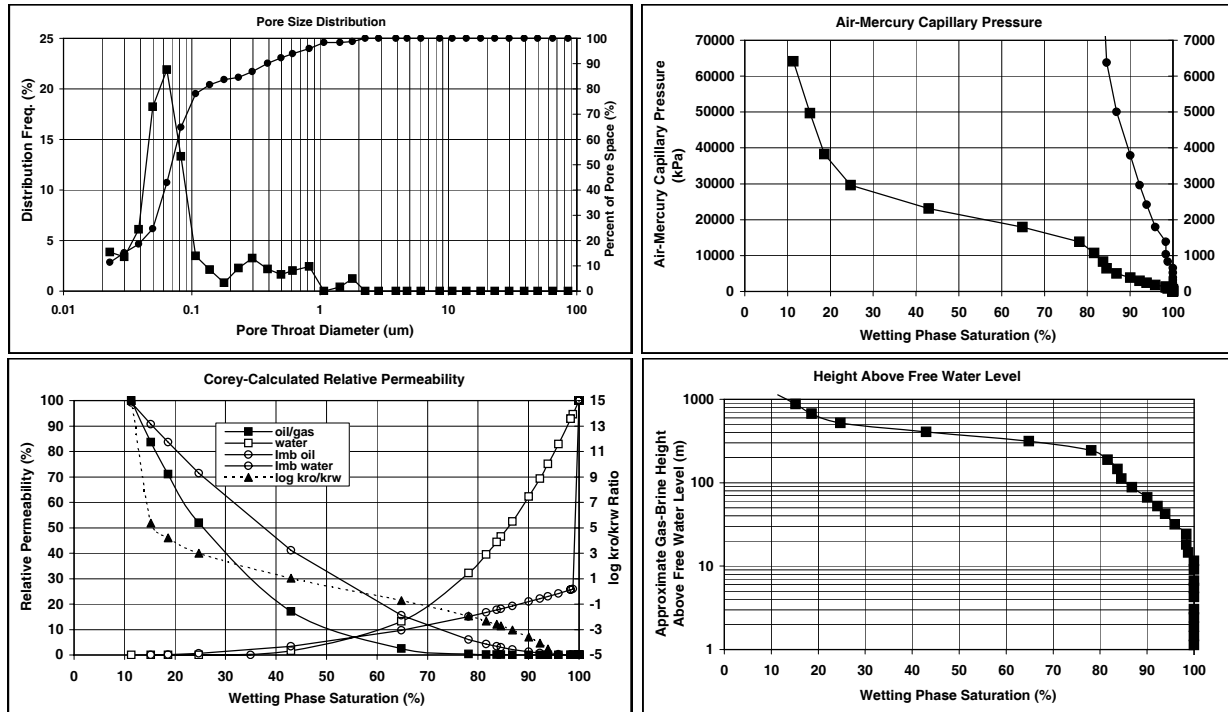 Pore Size Distribution
25
20
15
10
5
0
Distribution Freq. (%)
100
90
80
70
60
50
40
30
20
10
0
Percent of Pore Space (%)
0.01 0.1 1 10 100
Pore Throat Diameter (um)
Air-Mercury Capillary Pressure
70000
60000
50000
40000
30000
20000
10000
0
Air-Mercury Capillary Pressure
(kPa)
7000
6000
5000
4000
3000
2000
1000
0
0 10 20 30 40 50 60 70 80 90 100
Wetting Phase Saturation (%)
Corey-Calculated Relative Permeability
100
90
80
70
60
50
40
30
20
10
0
Relative Permeability (%)
oil/gas
water
Imb oil
Imb water
log kro/krw
15
13
11
9
7
5
3
1
-1
-3
-5
log kro/krw Ratio
0 10 20 30 40 50 60 70 80 90 100
Wetting Phase Saturation (%)
Height Above Free Water Level
1000
100
10
1
Approximate Gas-Brine Height
Above Free Water Level (m)
0 10 20 30 40 50 60 70 80 90 100
Wetting Phase Saturation (%)